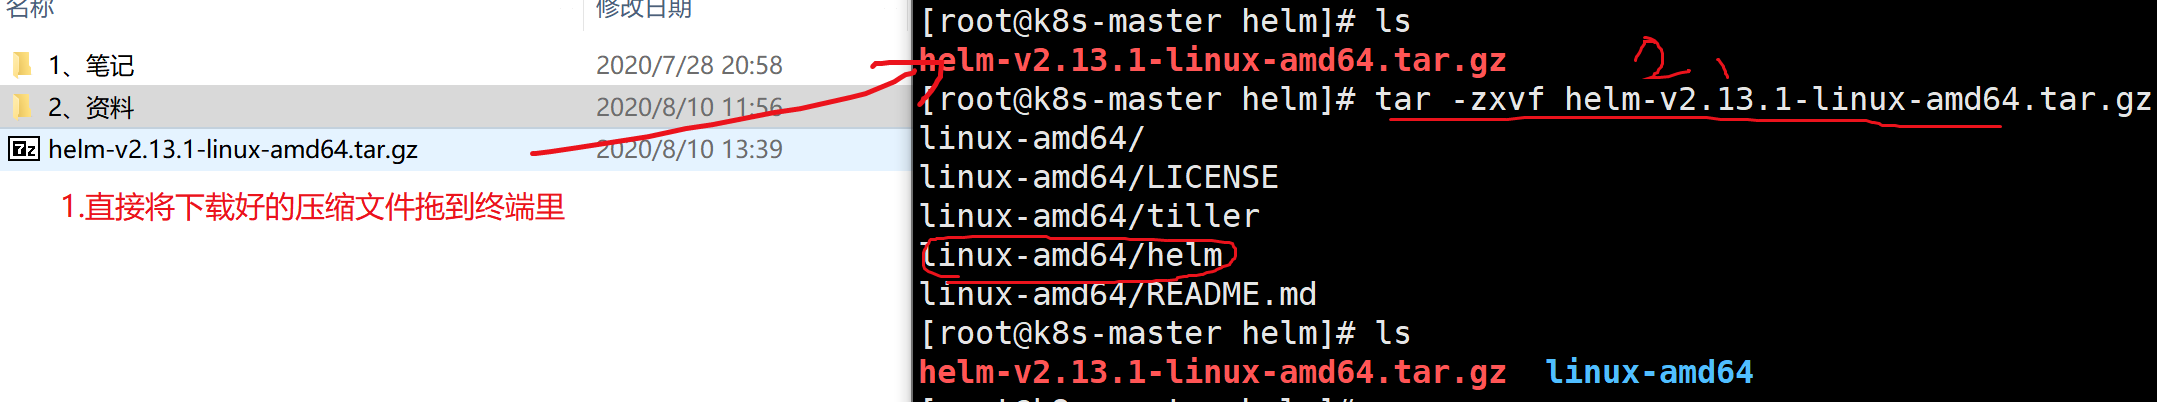 名称 修改日期
1、笔记 2020/7/28 20:58
2、资料 2020/8/10 11:56
helm-v2.13.1-linux-amd64.tar.gz 2020/8/10 13:39
1.直接将下载好的压缩文件拖到终端里
[root@k8s-master helm]# ls
helm-v2.13.1-linux-amd64.tar.gz
2、
[root@k8s-master helm]# tar -zxvf helm-v2.13.1-linux-amd64.tar.gz
linux-amd64/
linux-amd64/LICENSE
linux-amd64/tiller
linux-amd64/helm
linux-amd64/README.md
[root@k8s-master helm]# ls
helm-v2.13.1-linux-amd64.tar.gz linux-amd64